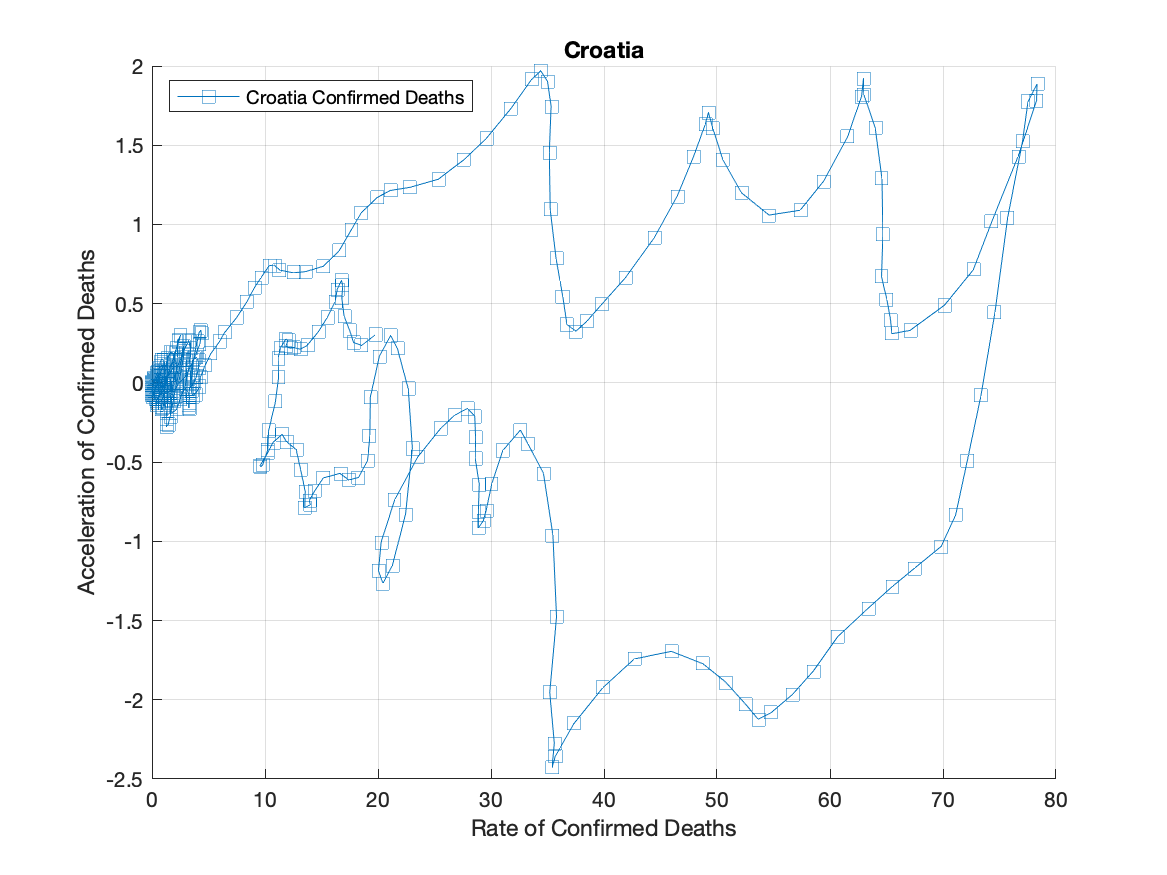 Croatia
Croatia Confirmed Deaths
2
1.5
1
0.5
0
-0.5
-1
-1.5
-2
-2.5
Acceleration of Confirmed Deaths
0 10 20 30 40 50 60 70 80
Rate of Confirmed Deaths